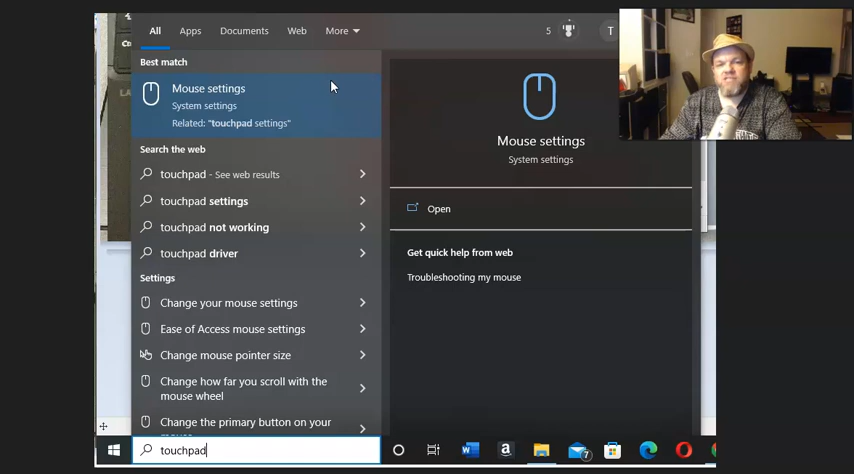 All Apps Documents Web More 5 T
Best match
Mouse settings
System settings
Related: "touchpad settings"
Search the web
touchpad - See web results
touchpad settings
touchpad not working
touchpad driver
Settings
Change your mouse settings
Ease of Access mouse settings
Change mouse pointer size
Change how far you scroll with the
mouse wheel
Change the primary button on your
Mouse settings
System settings
Open
Get quick help from web
Troubleshooting my mouse
touchpad
W
a
7